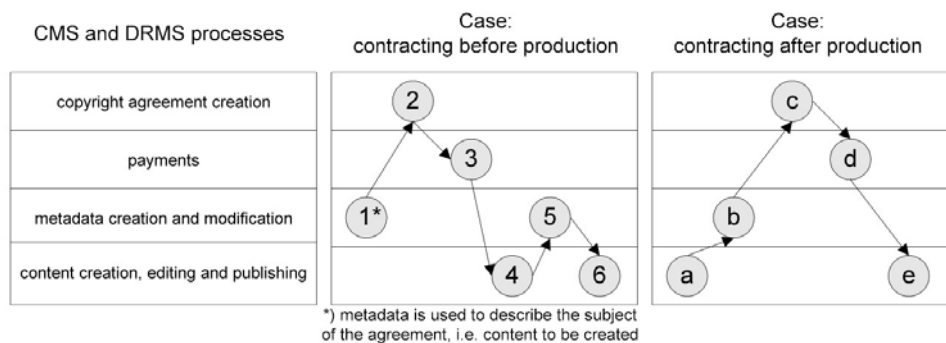 CMS and DRMS processes
Case:
contracting before production
Case:
contracting after production
copyright agreement creation
2
c
payments
3
d
metadata creation and modification
1*
5
b
content creation, editing and publishing
4
6
a
e
*) metadata is used to describe the subject
of the agreement, i.e. content to be created